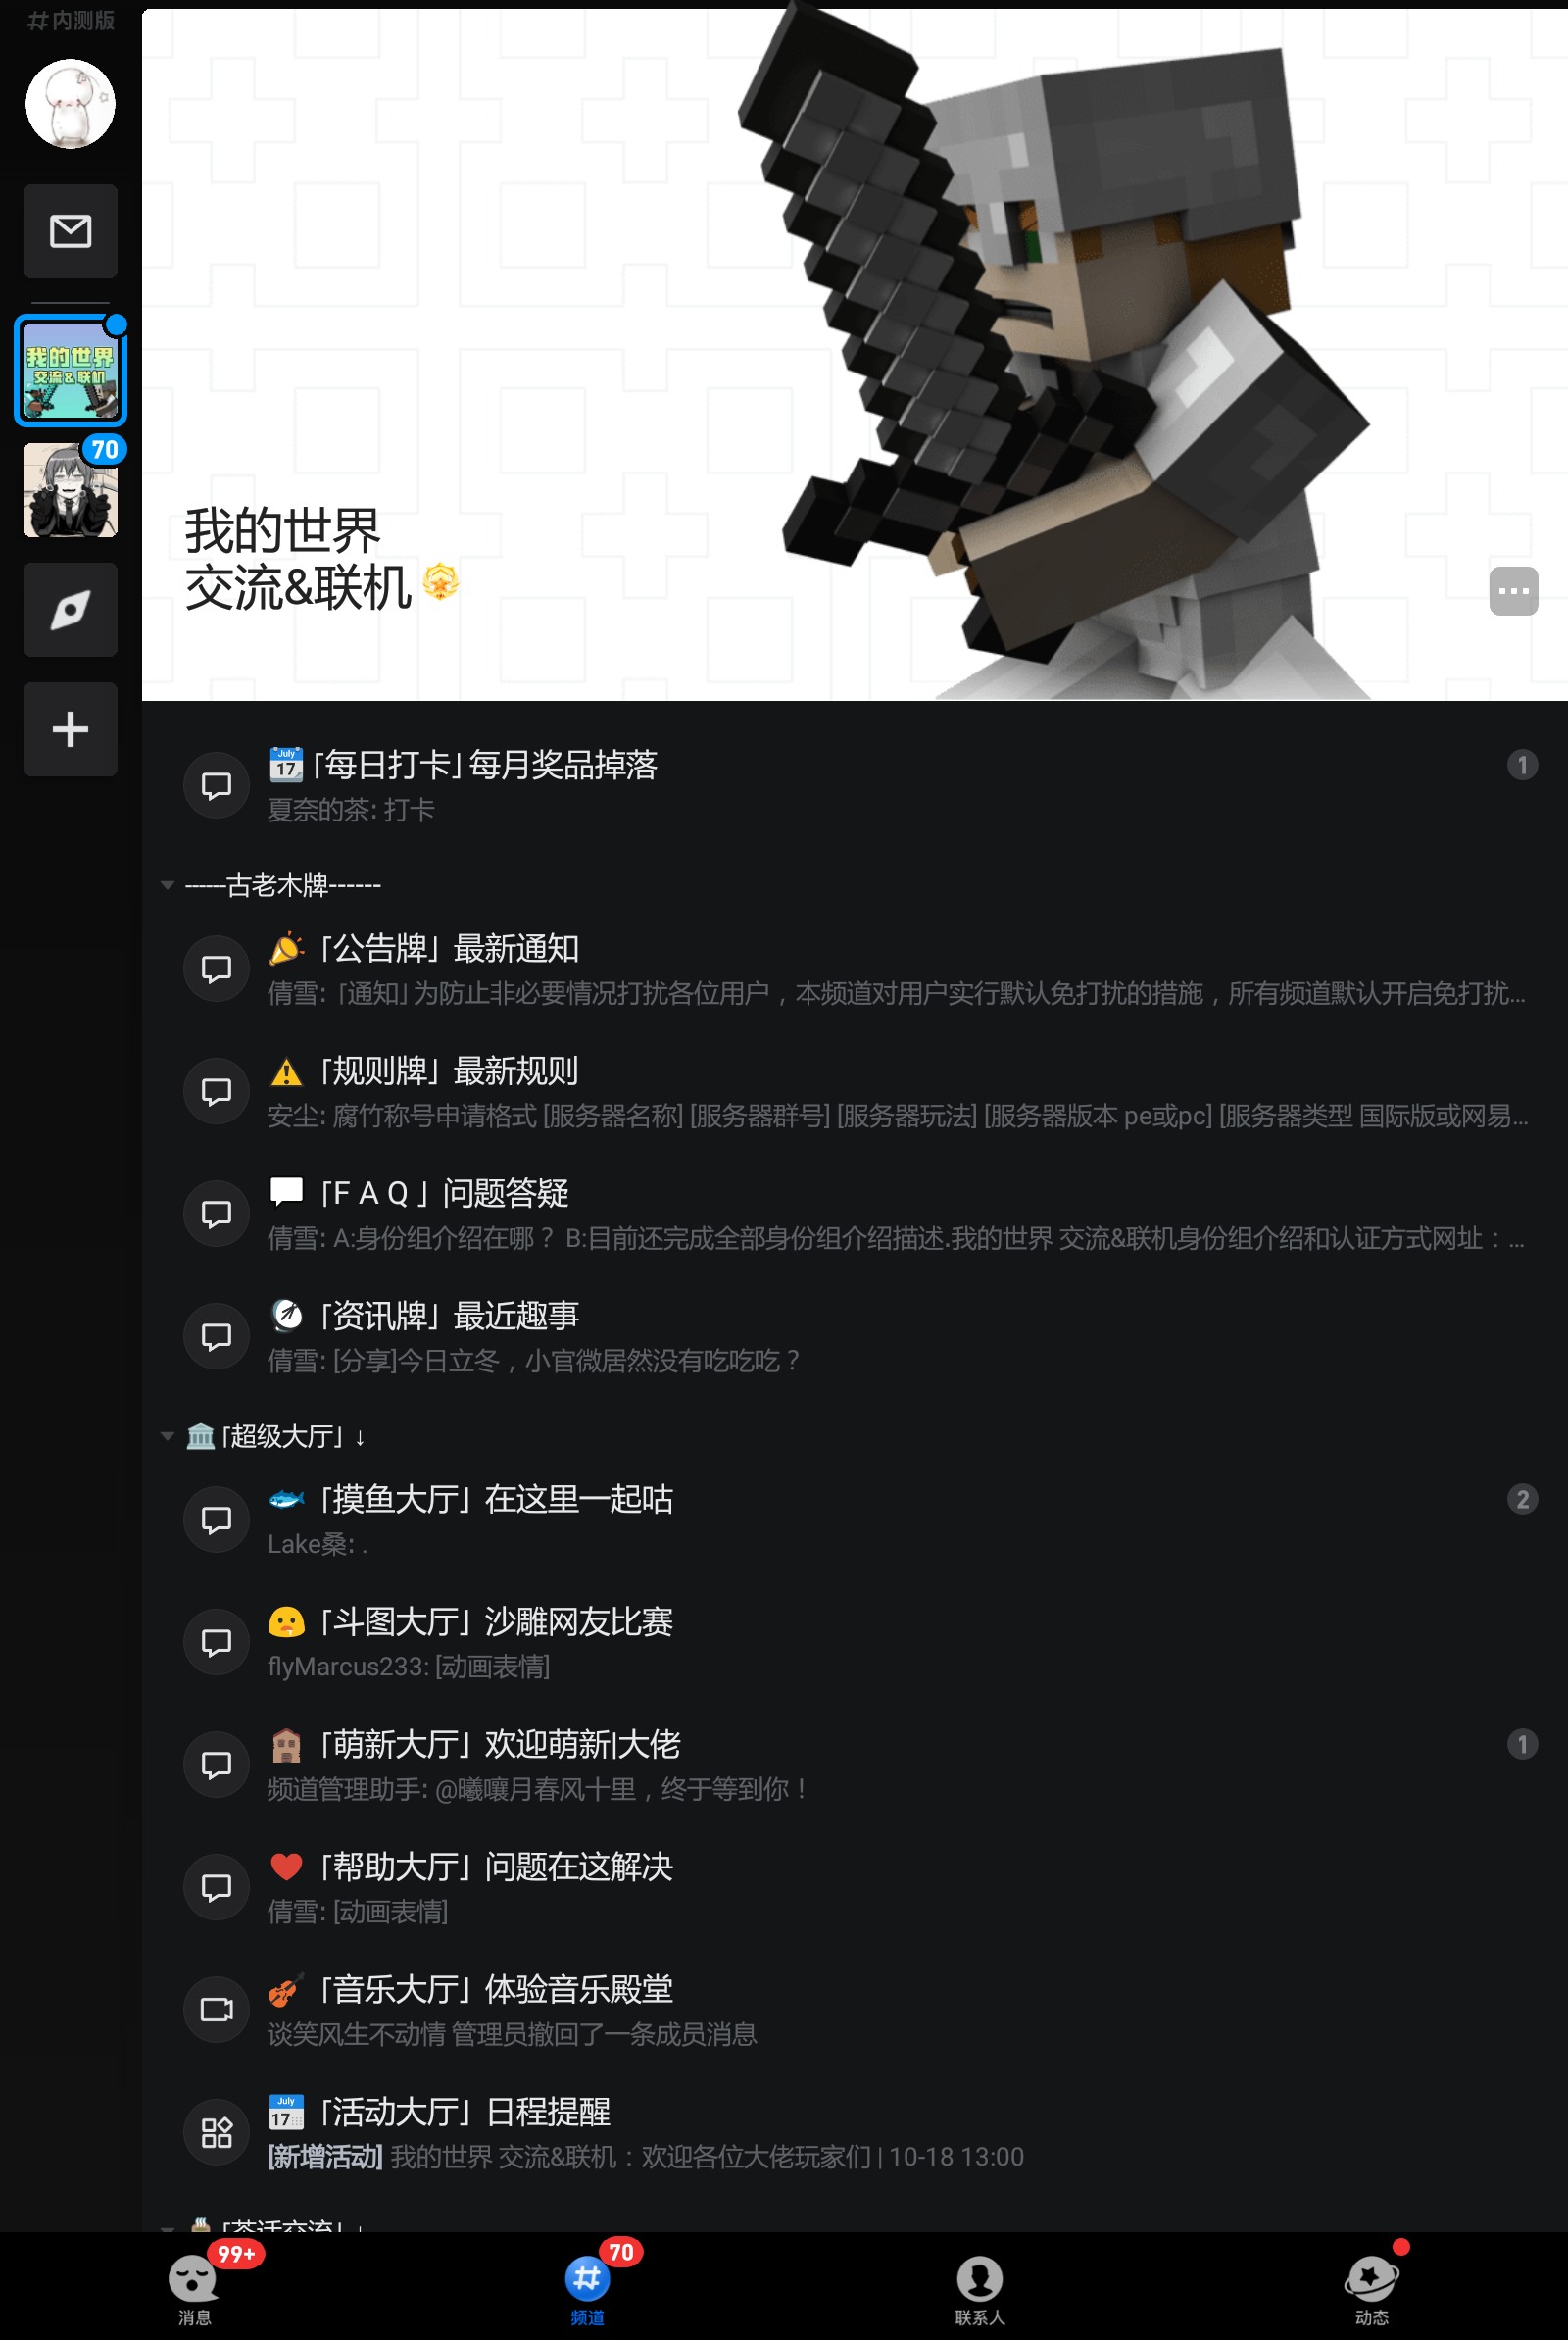 #内测版
我的世界
交流&联机
70
我的世界
交流&联机
July
17
「每日打卡」每月奖品掉落
1
夏奈的茶: 打卡
------古老木牌------
「公告牌」最新通知
倩雪:「通知」为防止非必要情况打扰各位用户，本频道对用户实行默认免打扰的措施，所有频道默认开启免打扰...
「规则牌」最新规则
安尘: 腐竹称号申请格式 [服务器名称] [服务器群号] [服务器玩法] [服务器版本 pe或pc] [服务器类型 国际版或网易...
「F A Q 」问题答疑
倩雪: A:身份组介绍在哪？ B:目前还完成全部身份组介绍描述.我的世界 交流&联机身份组介绍和认证方式网址：...
「资讯牌」最近趣事
倩雪: [分享]今日立冬，小官微居然没有吃吃吃？
「超级大厅」↓
「摸鱼大厅」在这里一起咕
2
Lake桑: .
「斗图大厅」沙雕网友比赛
flyMarcus233: [动画表情]
「萌新大厅」欢迎萌新|大佬
1
频道管理助手: @曦嚷月春风十里，终于等到你！
「帮助大厅」问题在这解决
倩雪: [动画表情]
「音乐大厅」体验音乐殿堂
谈笑风生不动情 管理员撤回了一条成员消息
July
17
「活动大厅」日程提醒
[新增活动] 我的世界 交流&联机：欢迎各位大佬玩家们 | 10-18 13:00
「茶话交流」↓
99+
70
消息
频道
联系人
动态